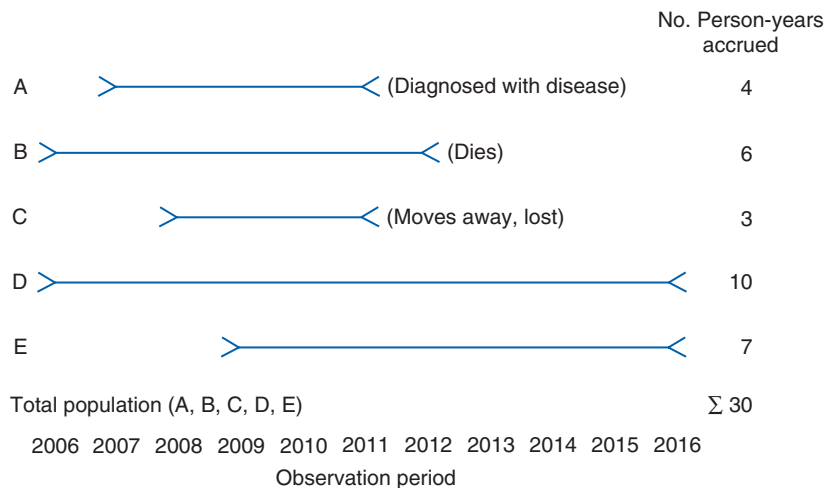 No. Person-years
accrued
A (Diagnosed with disease) 4
B (Dies) 6
C (Moves away, lost) 3
D 10
E 7
Total population (A, B, C, D, E) Σ 30
2006 2007 2008 2009 2010 2011 2012 2013 2014 2015 2016
Observation period